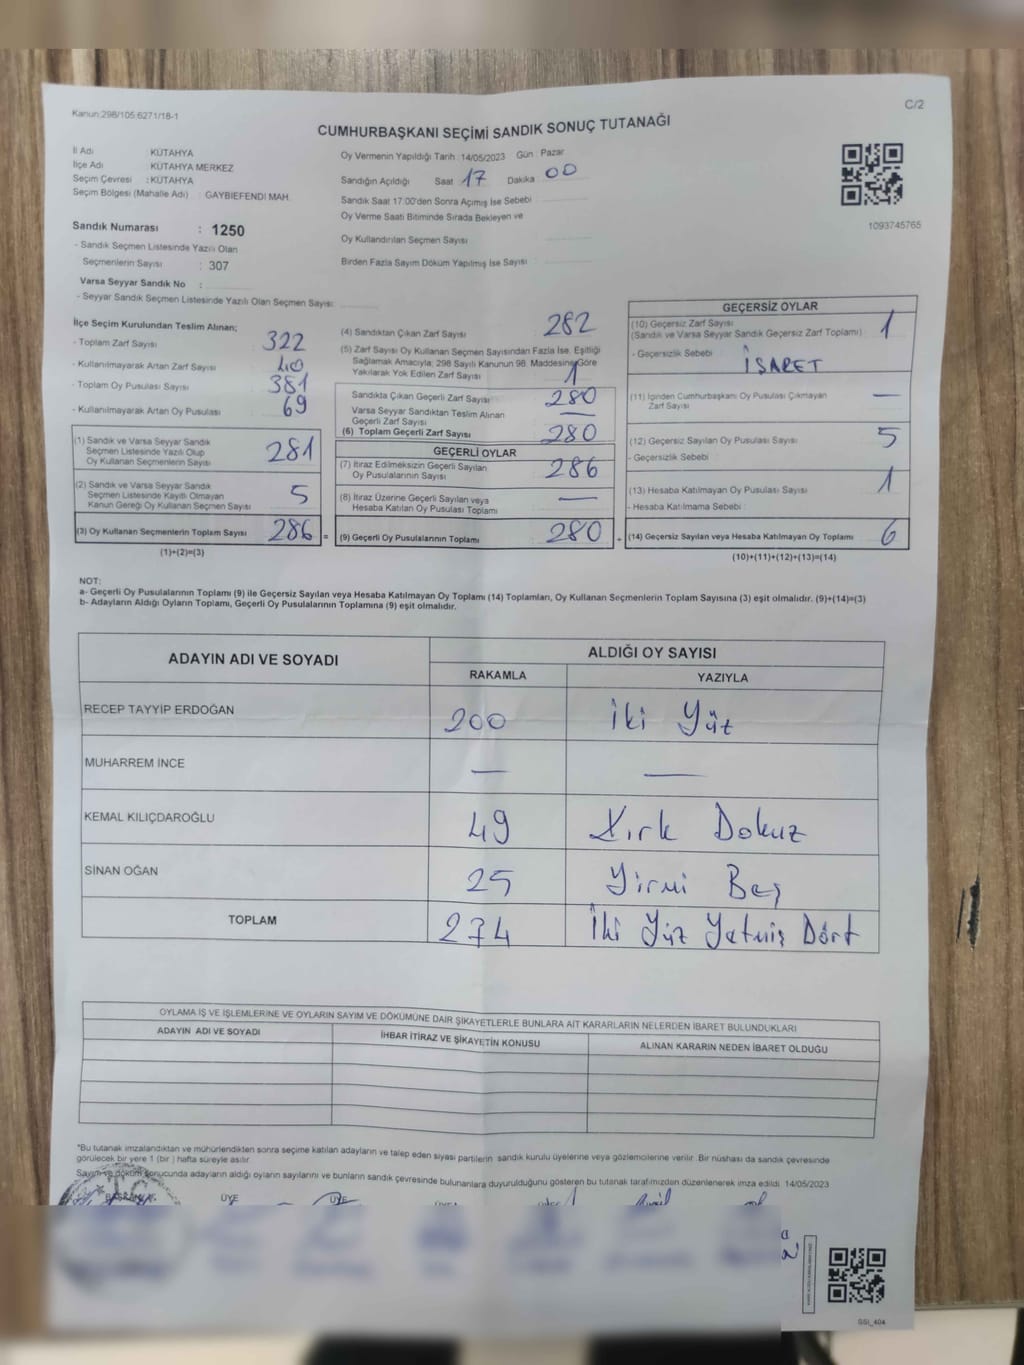 Kanun:298/105.6271/18-1
C/2
CUMHURBAŞKANI SEÇİMİ SANDIK SONUÇ TUTANAĞI
İl Adı KÜTAHYA
İlçe Adı KÜTAHYA MERKEZ
Seçim Çevresi : KÜTAHYA
Seçim Bölgesi (Mahalle Adı) GAYBİEFENDİ MAH.
Sandık Numarası : 1250
- Sandık Seçmen Listesinde Yazılı Olan
Seçmenlerin Sayısı : 307
Varsa Seyyar Sandık No :
- Seyyar Sandık Seçmen Listesinde Yazılı Olan Seçmen Sayısı:
Oy Vermenin Yapıldığı Tarih : 14/05/2023 Gün : Pazar
Sandığın Açıldığı Saat 17 Dakika 00
Sandık Saat 17:00'den Sonra Açımış İse Sebebi :
Oy Verme Saati Bitiminde Sırada Bekleyen ve
Oy Kullandırılan Seçmen Sayısı
Birden Fazla Sayım Döküm Yapılmış İse Sayısı
1093745765
İlçe Seçim Kurulundan Teslim Alınan;
- Toplam Zarf Sayısı 322
- Kullanılmayarak Artan Zarf Sayısı 40
- Toplam Oy Pusulası Sayısı 381
- Kullanılmayarak Artan Oy Pusulası 69
(1) Sandık ve Varsa Seyyar Sandık
Seçmen Listesinde Yazılı Olup
Oy Kullanan Seçmenlerin Sayısı 281
(2) Sandık ve Varsa Seyyar Sandık
Seçmen Listesinde Kayıtlı Olmayan
Kanun Gereği Oy Kullanan Seçmen Sayısı 5
(3) Oy Kullanan Seçmenlerin Toplam Sayısı 286 =
(1)+(2)=(3)
(4) Sandıktan Çıkan Zarf Sayısı 282
(5) Zarf Sayısı Oy Kullanan Seçmen Sayısından Fazla İse, Eşitliği
Sağlamak Amacıyla; 298 Sayılı Kanunun 98. Maddesine Göre
Yakılarak Yok Edilen Zarf Sayısı 1
Sandıkta Çıkan Geçerli Zarf Sayısı 280
Varsa Seyyar Sandıktan Teslim Alınan
Geçerli Zarf Sayısı —
(6) Toplam Geçerli Zarf Sayısı 280
GEÇERLİ OYLAR
(7) İtiraz Edilmeksizin Geçerli Sayılan
Oy Pusulalarının Sayısı 286
(8) İtiraz Üzerine Geçerli Sayılan veya
Hesaba Katılan Oy Pusulası Toplamı —
(9) Geçerli Oy Pusulalarının Toplamı 280 +
GEÇERSİZ OYLAR
(10) Geçersiz Zarf Sayısı
(Sandık ve Varsa Seyyar Sandık Geçersiz Zarf Toplamı) 1
- Geçersizlik Sebebi : İŞARET
(11) İçinden Cumhurbaşkanı Oy Pusulası Çıkmayan
Zarf Sayısı —
(12) Geçersiz Sayılan Oy Pusulası Sayısı 5
- Geçersizlik Sebebi :
(13) Hesaba Katılmayan Oy Pusulası Sayısı 1
- Hesaba Katılmama Sebebi :
(14) Geçersiz Sayılan veya Hesaba Katılmayan Oy Toplamı 6
(10)+(11)+(12)+(13)=(14)
NOT:
a- Geçerli Oy Pusulalarının Toplamı (9) ile Geçersiz Sayılan veya Hesaba Katılmayan Oy Toplamı (14) Toplamları, Oy Kullanan Seçmenlerin Toplam Sayısına (3) eşit olmalıdır. (9)+(14)=(3)
b- Adayların Aldığı Oyların Toplamı, Geçerli Oy Pusulalarının Toplamına (9) eşit olmalıdır.
ADAYIN ADI VE SOYADI ALDIĞI OY SAYISI
RAKAMLA YAZIYLA
RECEP TAYYİP ERDOĞAN 200 İki Yüz
MUHARREM İNCE — —
KEMAL KILIÇDAROĞLU 49 Kırk Dokuz
SİNAN OĞAN 25 Yirmi Beş
TOPLAM 274 İki Yüz Yetmiş Dört
OYLAMA İŞ VE İŞLEMLERİNE VE OYLARIN SAYIM VE DÖKÜMÜNE DAİR ŞİKAYETLERLE BUNLARA AİT KARARLARIN NELERDEN İBARET BULUNDUKLARI
ADAYIN ADI VE SOYADI İHBAR İTİRAZ VE ŞİKAYETİN KONUSU ALINAN KARARIN NEDEN İBARET OLDUĞU
*Bu tutanak imzalandıktan ve mühürlendikten sonra seçime katılan adayların ve talep eden siyasi partilerin sandık kurulu üyelerine veya gözlemcilerine verilir. Bir nüshası da sandık çevresinde
görülecek bir yere 1 (bir ) hafta süreyle asılır.
Sayım ve döküm sonucunda adayların aldığı oyların sayılarını ve bunların sandık çevresinde bulunanlara duyurulduğunu gösteren bu tutanak tarafımızdan düzenlenerek imza edildi. 14/05/2023
BAŞKAN ÜYE ÜYE
GSI_404